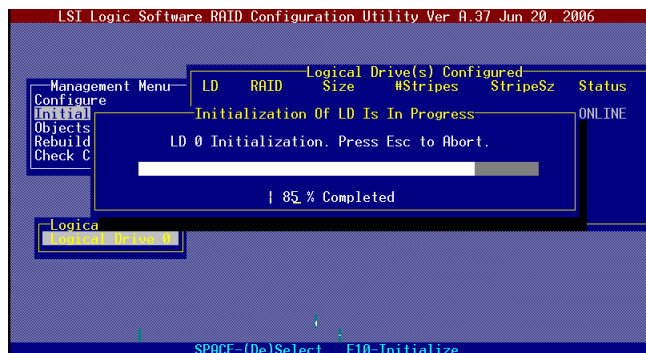 LSI Logic Software RAID Configuration Utility Ver A.37 Jun 20, 2006
Logical Drive(s) Configured
Management Menu
LD RAID Size #Stripes StripeSz Status
Configure
Initial
Initialization Of LD Is In Progress
ONLINE
Objects
Rebuild
LD 0 Initialization. Press Esc to Abort.
Check C
| 85 % Completed
Logica
Logical Drive 0
SPACE-(De)Select F10-Initialize